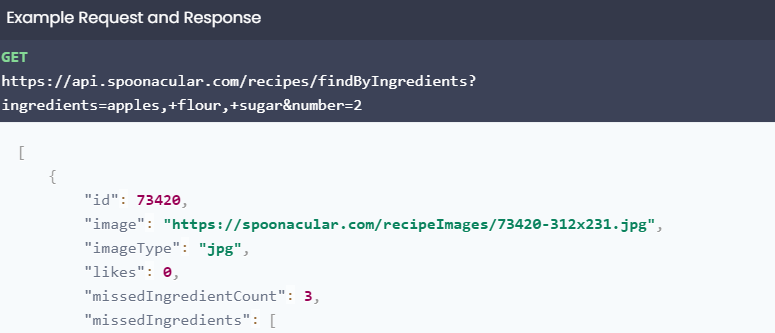 Example Request and Response
GET
https://api.spoonacular.com/recipes/findByIngredients?
ingredients=apples,+flour,+sugar&number=2
[
{
"id": 73420,
"image": "https://spoonacular.com/recipeImages/73420-312x231.jpg",
"imageType": "jpg",
"likes": 0,
"missedIngredientCount": 3,
"missedIngredients": [